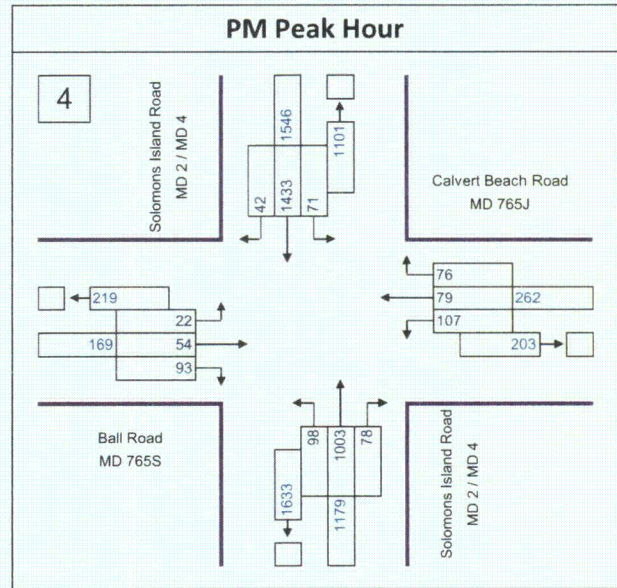 PM Peak Hour
4
Solomons Island Road
MD 2 / MD 4
1546
1101
42
1433
71
Calvert Beach Road
MD 765J
219
22
169
54
93
76
79
262
107
203
Ball Road
MD 765S
98
1003
78
1633
1179
Solomons Island Road
MD 2 / MD 4